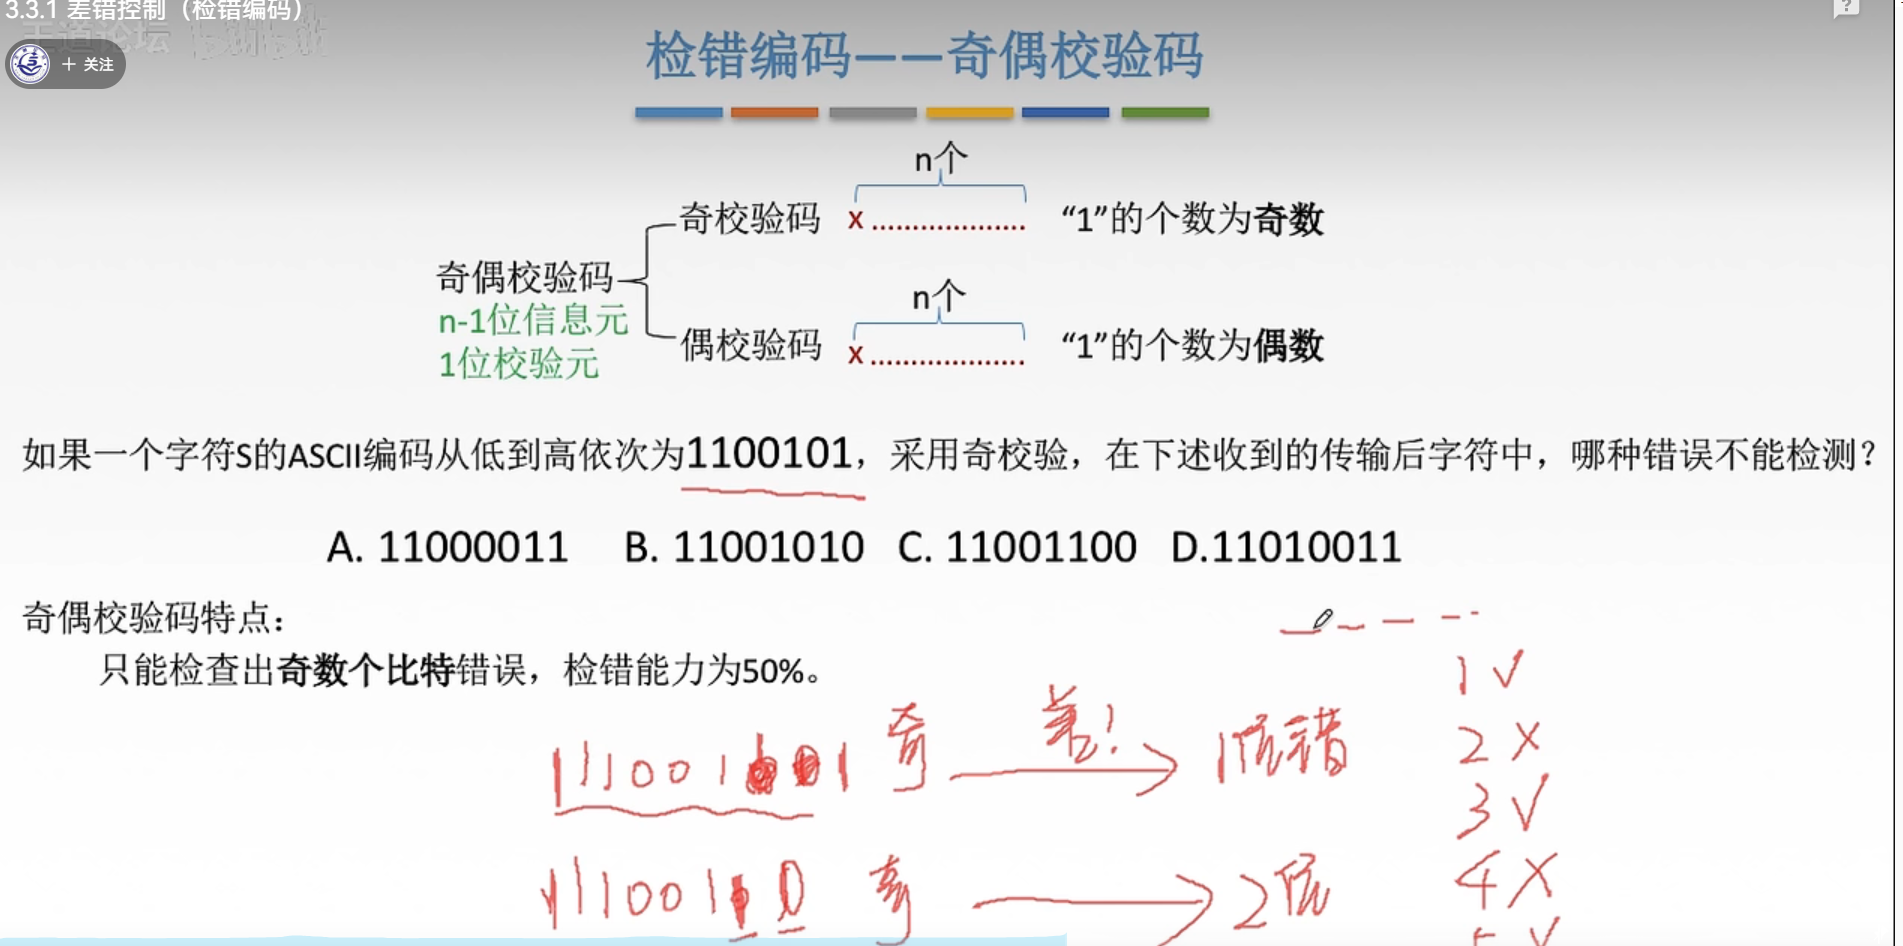 3.3.1 差错控制（检错编码）
王道论坛 bilibili
＋ 关注
检错编码——奇偶校验码
n个
奇校验码 x................... “1”的个数为奇数
奇偶校验码
n-1位信息元
1位校验元
n个
偶校验码 x................... “1”的个数为偶数
如果一个字符S的ASCII编码从低到高依次为1100101，采用奇校验，在下述收到的传输后字符中，哪种错误不能检测？
A. 11000011 B. 11001010 C. 11001100 D.11010011
奇偶校验码特点：
只能检查出奇数个比特错误，检错能力为50%。
1 √
奇 差！ 1位错
2 ×
3 √
奇 2位
4 ×
5 √